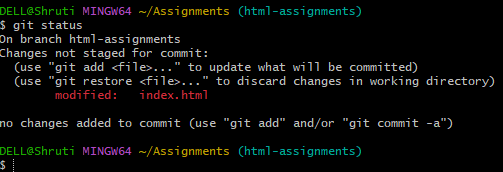 DELL@Shruti MINGW64 ~/Assignments (html-assignments)
$ git status
On branch html-assignments
Changes not staged for commit:
  (use "git add <file>..." to update what will be committed)
  (use "git restore <file>..." to discard changes in working directory)
        modified:   index.html

no changes added to commit (use "git add" and/or "git commit -a")

DELL@Shruti MINGW64 ~/Assignments (html-assignments)
$